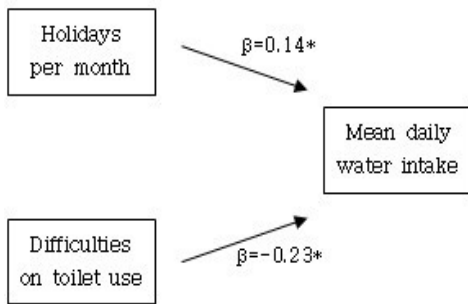 Holidays
per month
β=0.14*
Mean daily
water intake
Difficulties
on toilet use
β=-0.23*